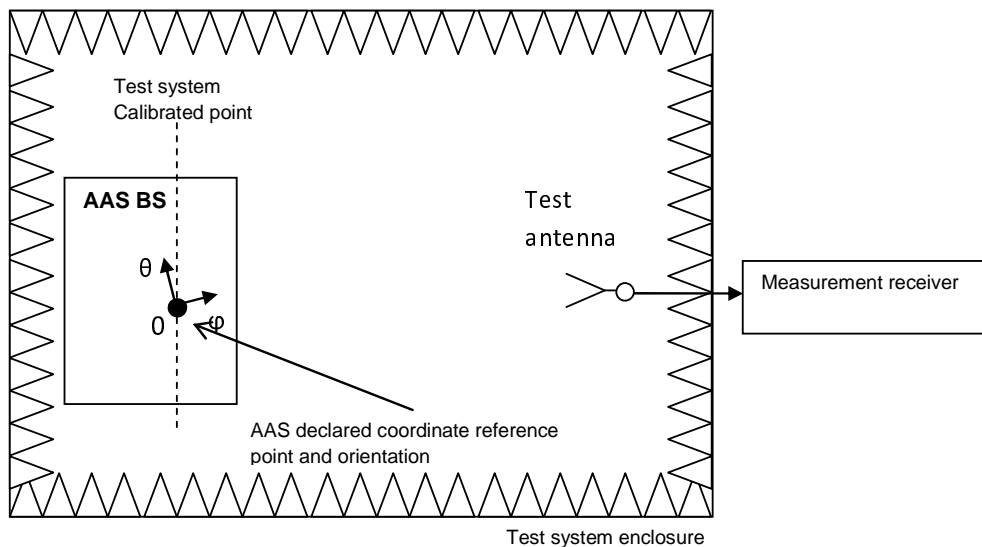 Test system
Calibrated point
AAS BS
Test
antenna
θ
0
φ
Measurement receiver
AAS declared coordinate reference
point and orientation
Test system enclosure